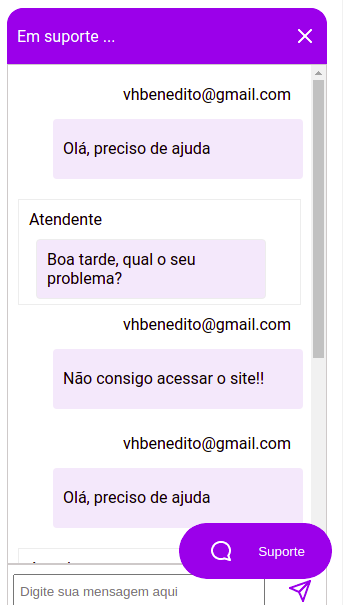 Em suporte ...
vhbenedito@gmail.com
Olá, preciso de ajuda
Atendente
Boa tarde, qual o seu
problema?
vhbenedito@gmail.com
Não consigo acessar o site!!
vhbenedito@gmail.com
Olá, preciso de ajuda
Suporte
Digite sua mensagem aqui